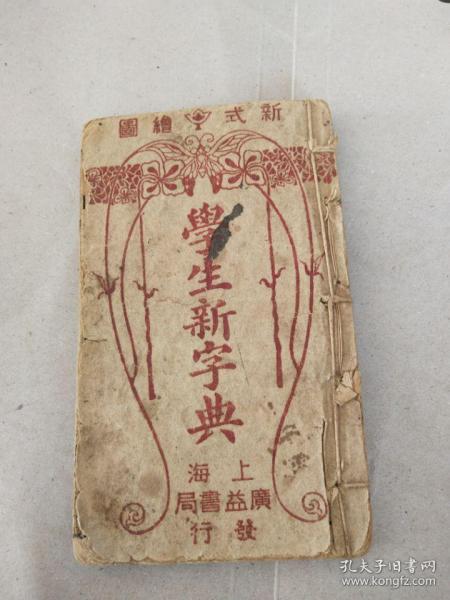 新式繪圖
學生新字典
上海
廣益書局
發行
孔夫子旧书网
www.kongfz.com